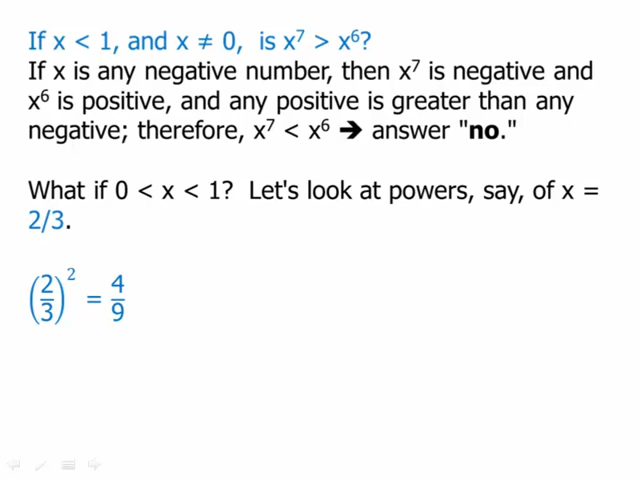 If x < 1, and x ≠ 0, is x⁷ > x⁶?
If x is any negative number, then x⁷ is negative and
x⁶ is positive, and any positive is greater than any
negative; therefore, x⁷ < x⁶ ➔ answer "no."
What if 0 < x < 1? Let's look at powers, say, of x =
2/3.
(2/3)² = 4/9